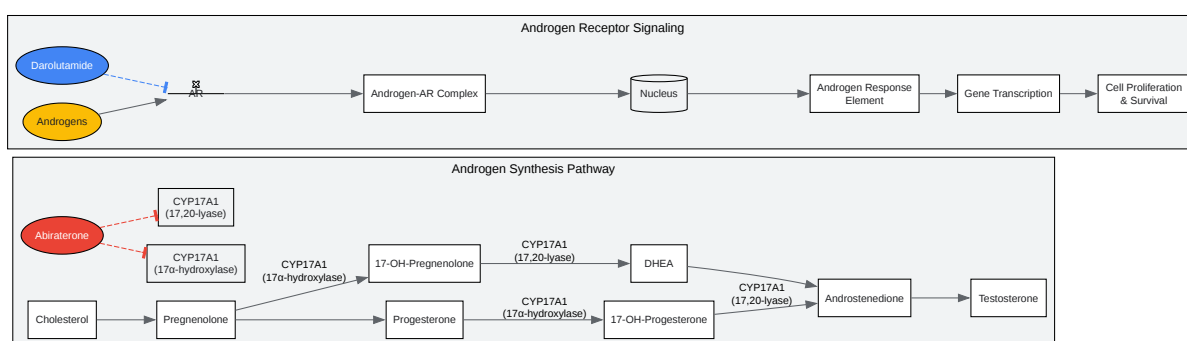 Androgen Receptor Signaling
Darolutamide
Androgens
AR
Androgen-AR Complex
Nucleus
Androgen Response
Element
Gene Transcription
Cell Proliferation
& Survival
Androgen Synthesis Pathway
Abiraterone
CYP17A1
(17,20-lyase)
CYP17A1
(17α-hydroxylase)
Cholesterol
Pregnenolone
CYP17A1
(17α-hydroxylase)
17-OH-Pregnenolone
CYP17A1
(17,20-lyase)
DHEA
Progesterone
CYP17A1
(17α-hydroxylase)
17-OH-Progesterone
CYP17A1
(17,20-lyase)
Androstenedione
Testosterone